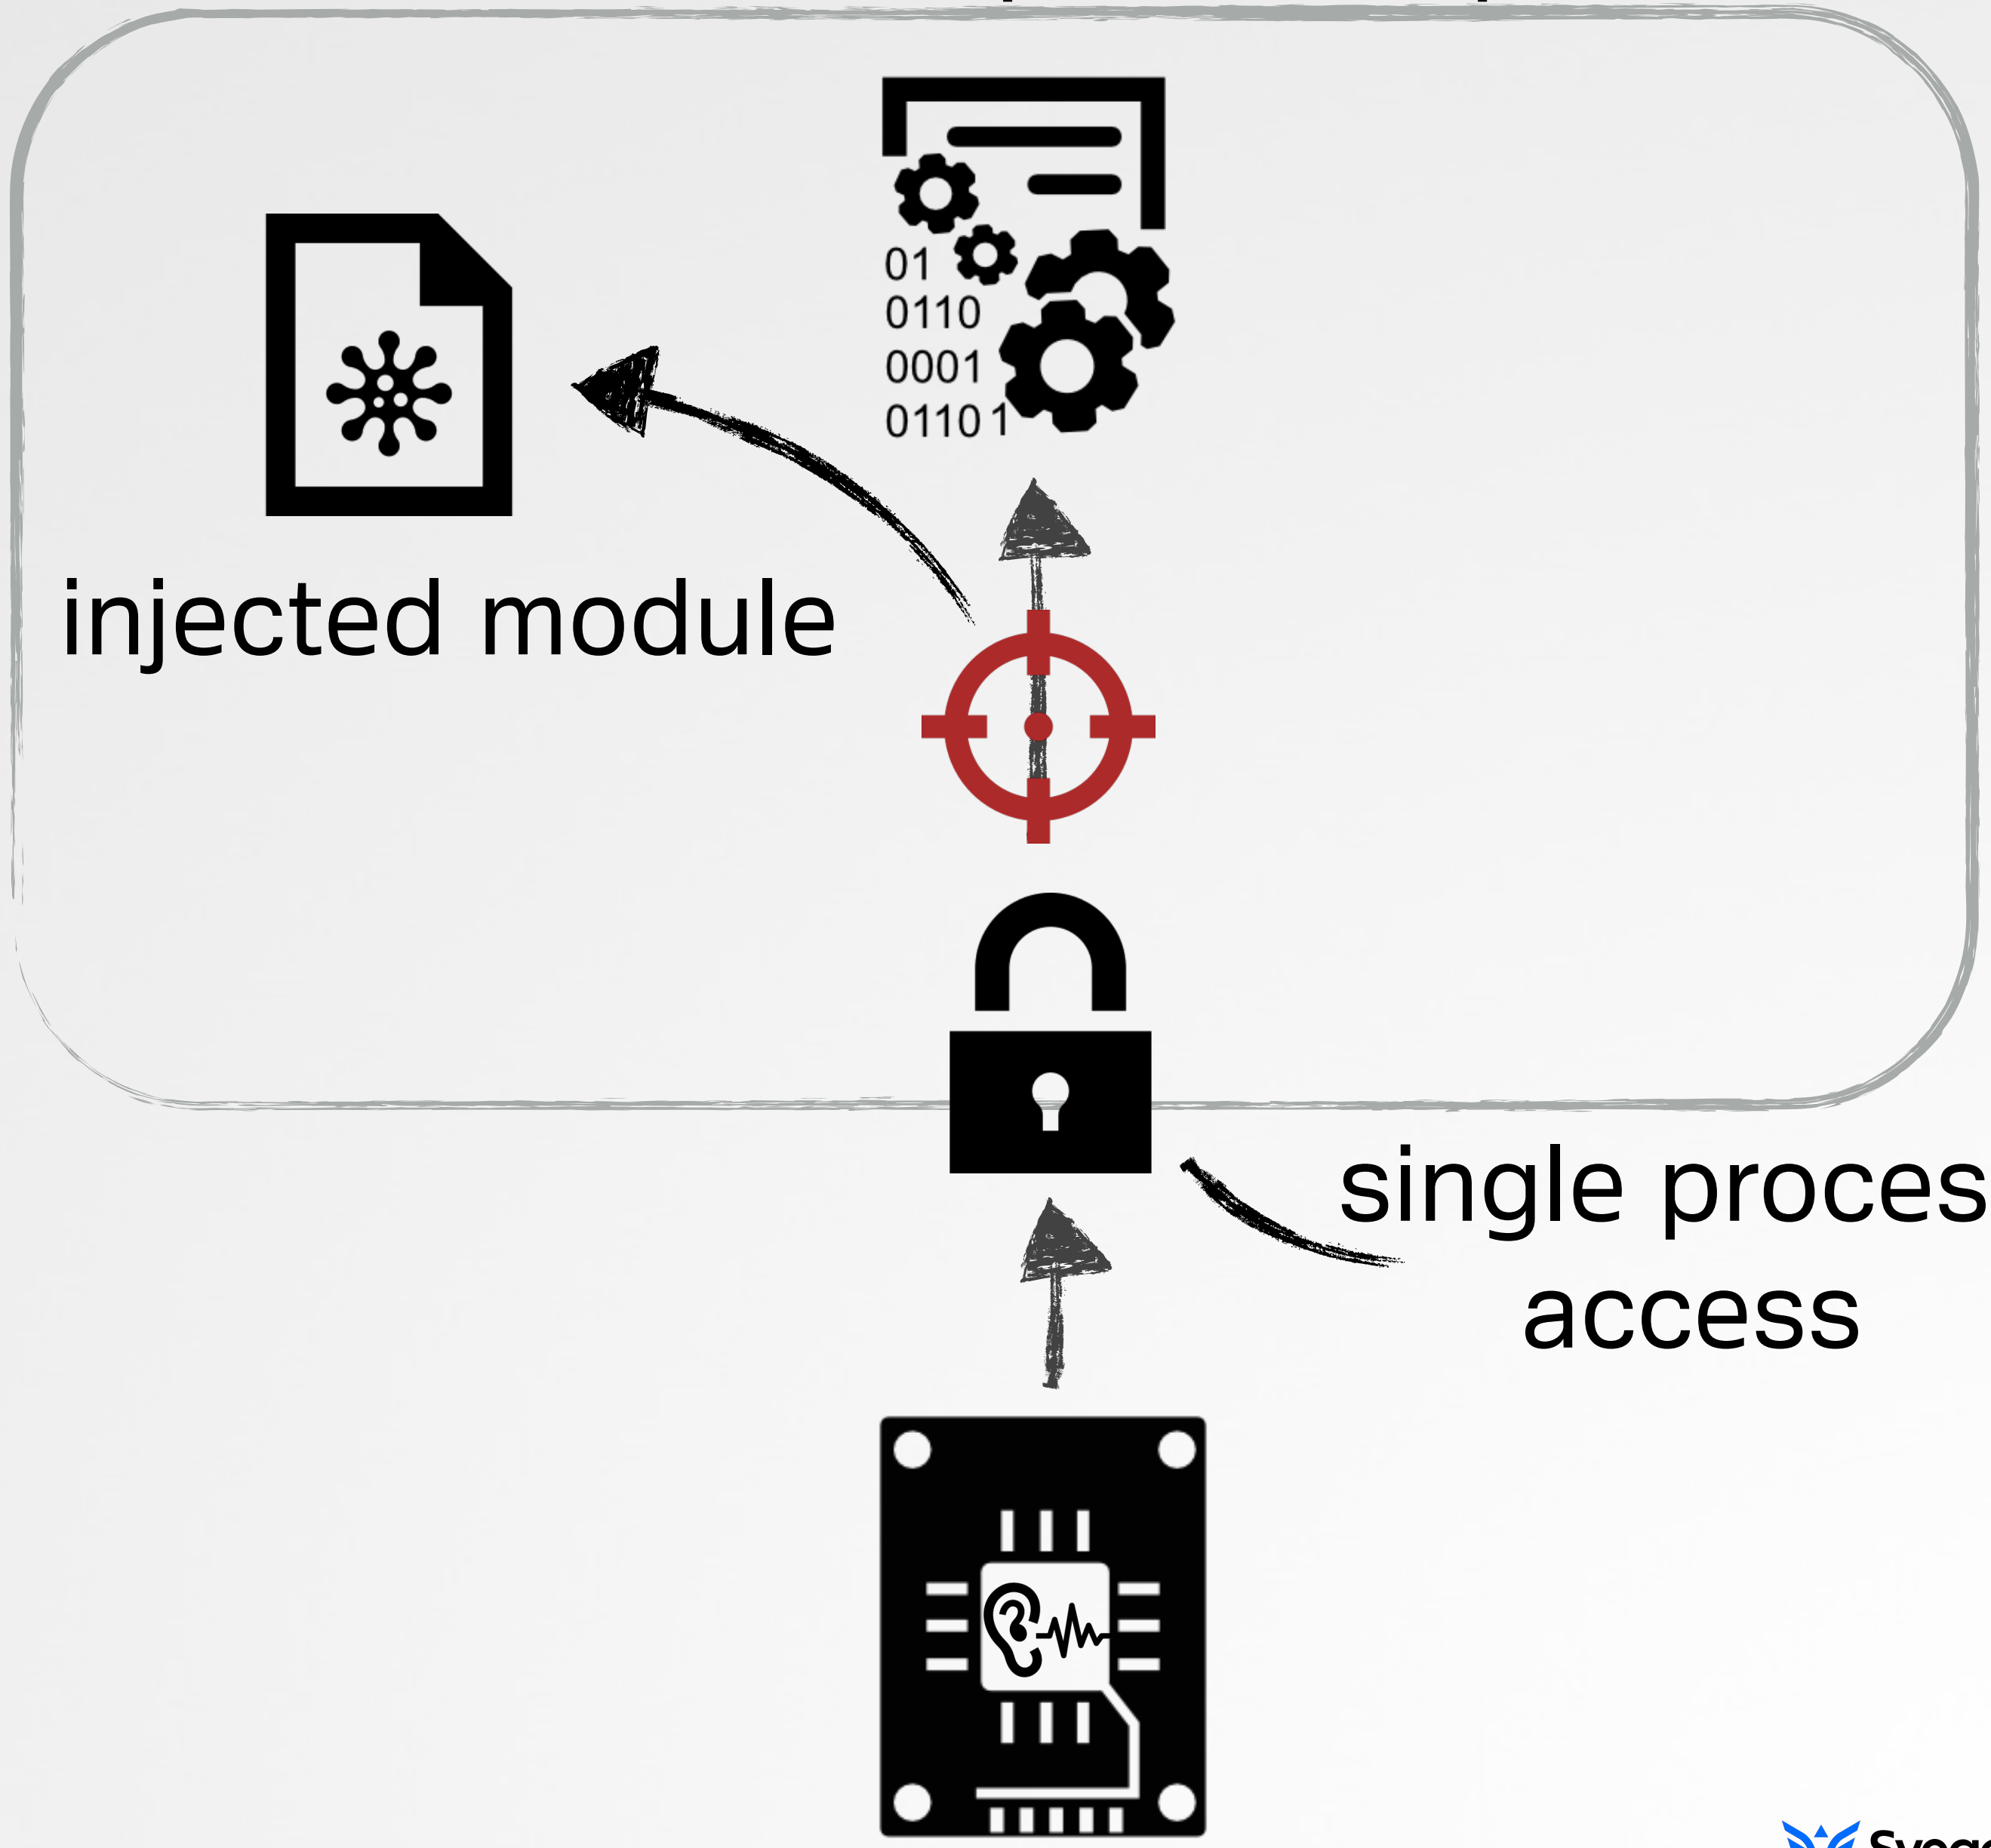 01
0110
0001
01101
injected module
single proces
access